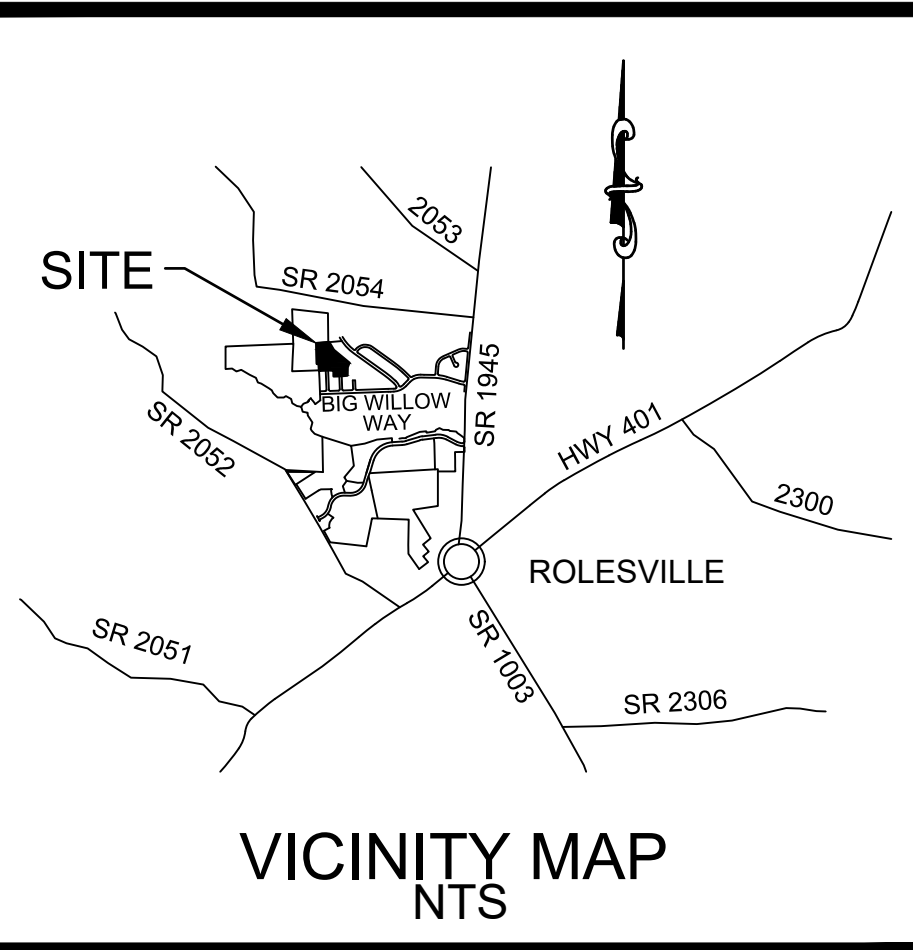 2053
SITE
SR 2054
SR 1945
BIG WILLOW
WAY
SR 2052
HWY 401
2300
ROLESVILLE
SR 2051
SR 1003
SR 2306
VICINITY MAP
NTS